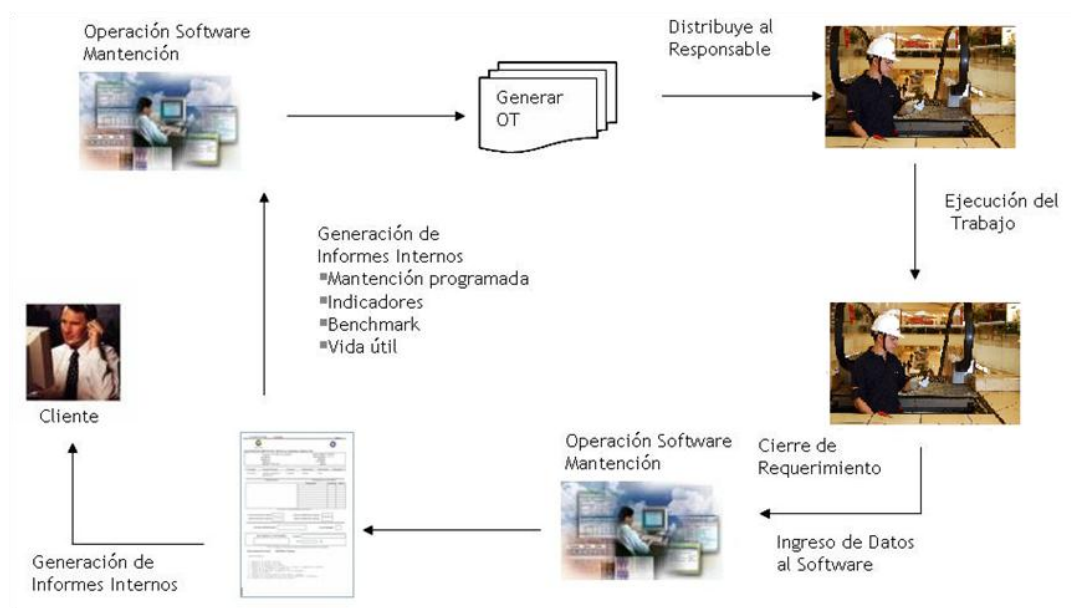 Operación Software
Mantención
Generar
OT
Distribuye al
Responsable
Ejecución del
Trabajo
Generación de
Informes Internos
▪Mantención programada
▪Indicadores
▪Benchmark
▪Vida útil
Cliente
Operación Software
Mantención
Cierre de
Requerimiento
Ingreso de Datos
al Software
Generación de
Informes Internos